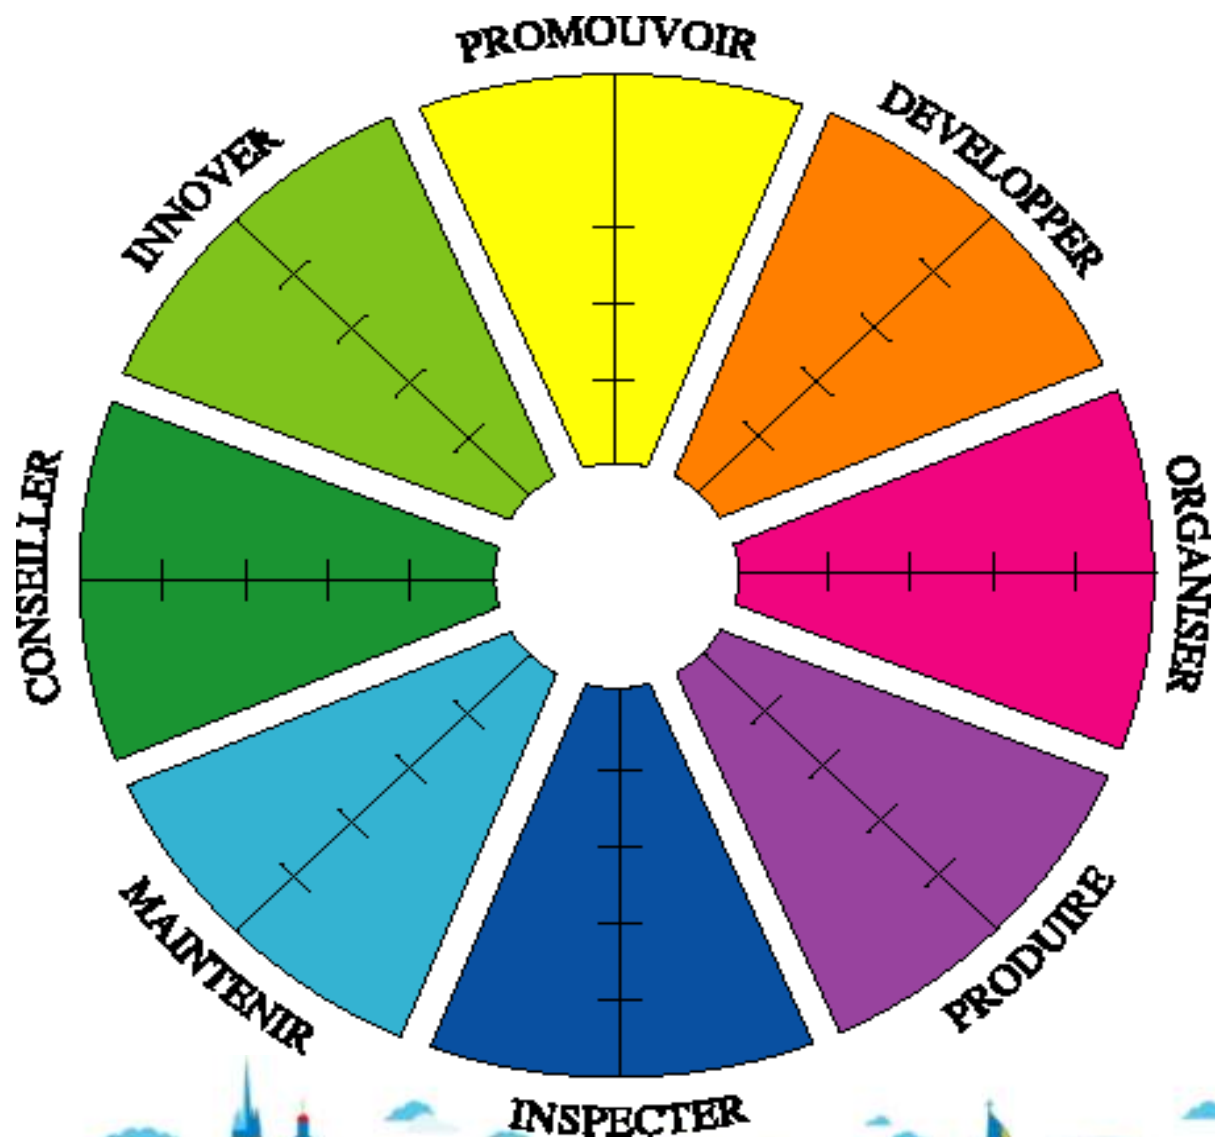 PROMOUVOIR
DEVELOPPER
ORGANISER
PRODUIRE
INSPECTER
MAINTENIR
CONSEILLER
INNOVER